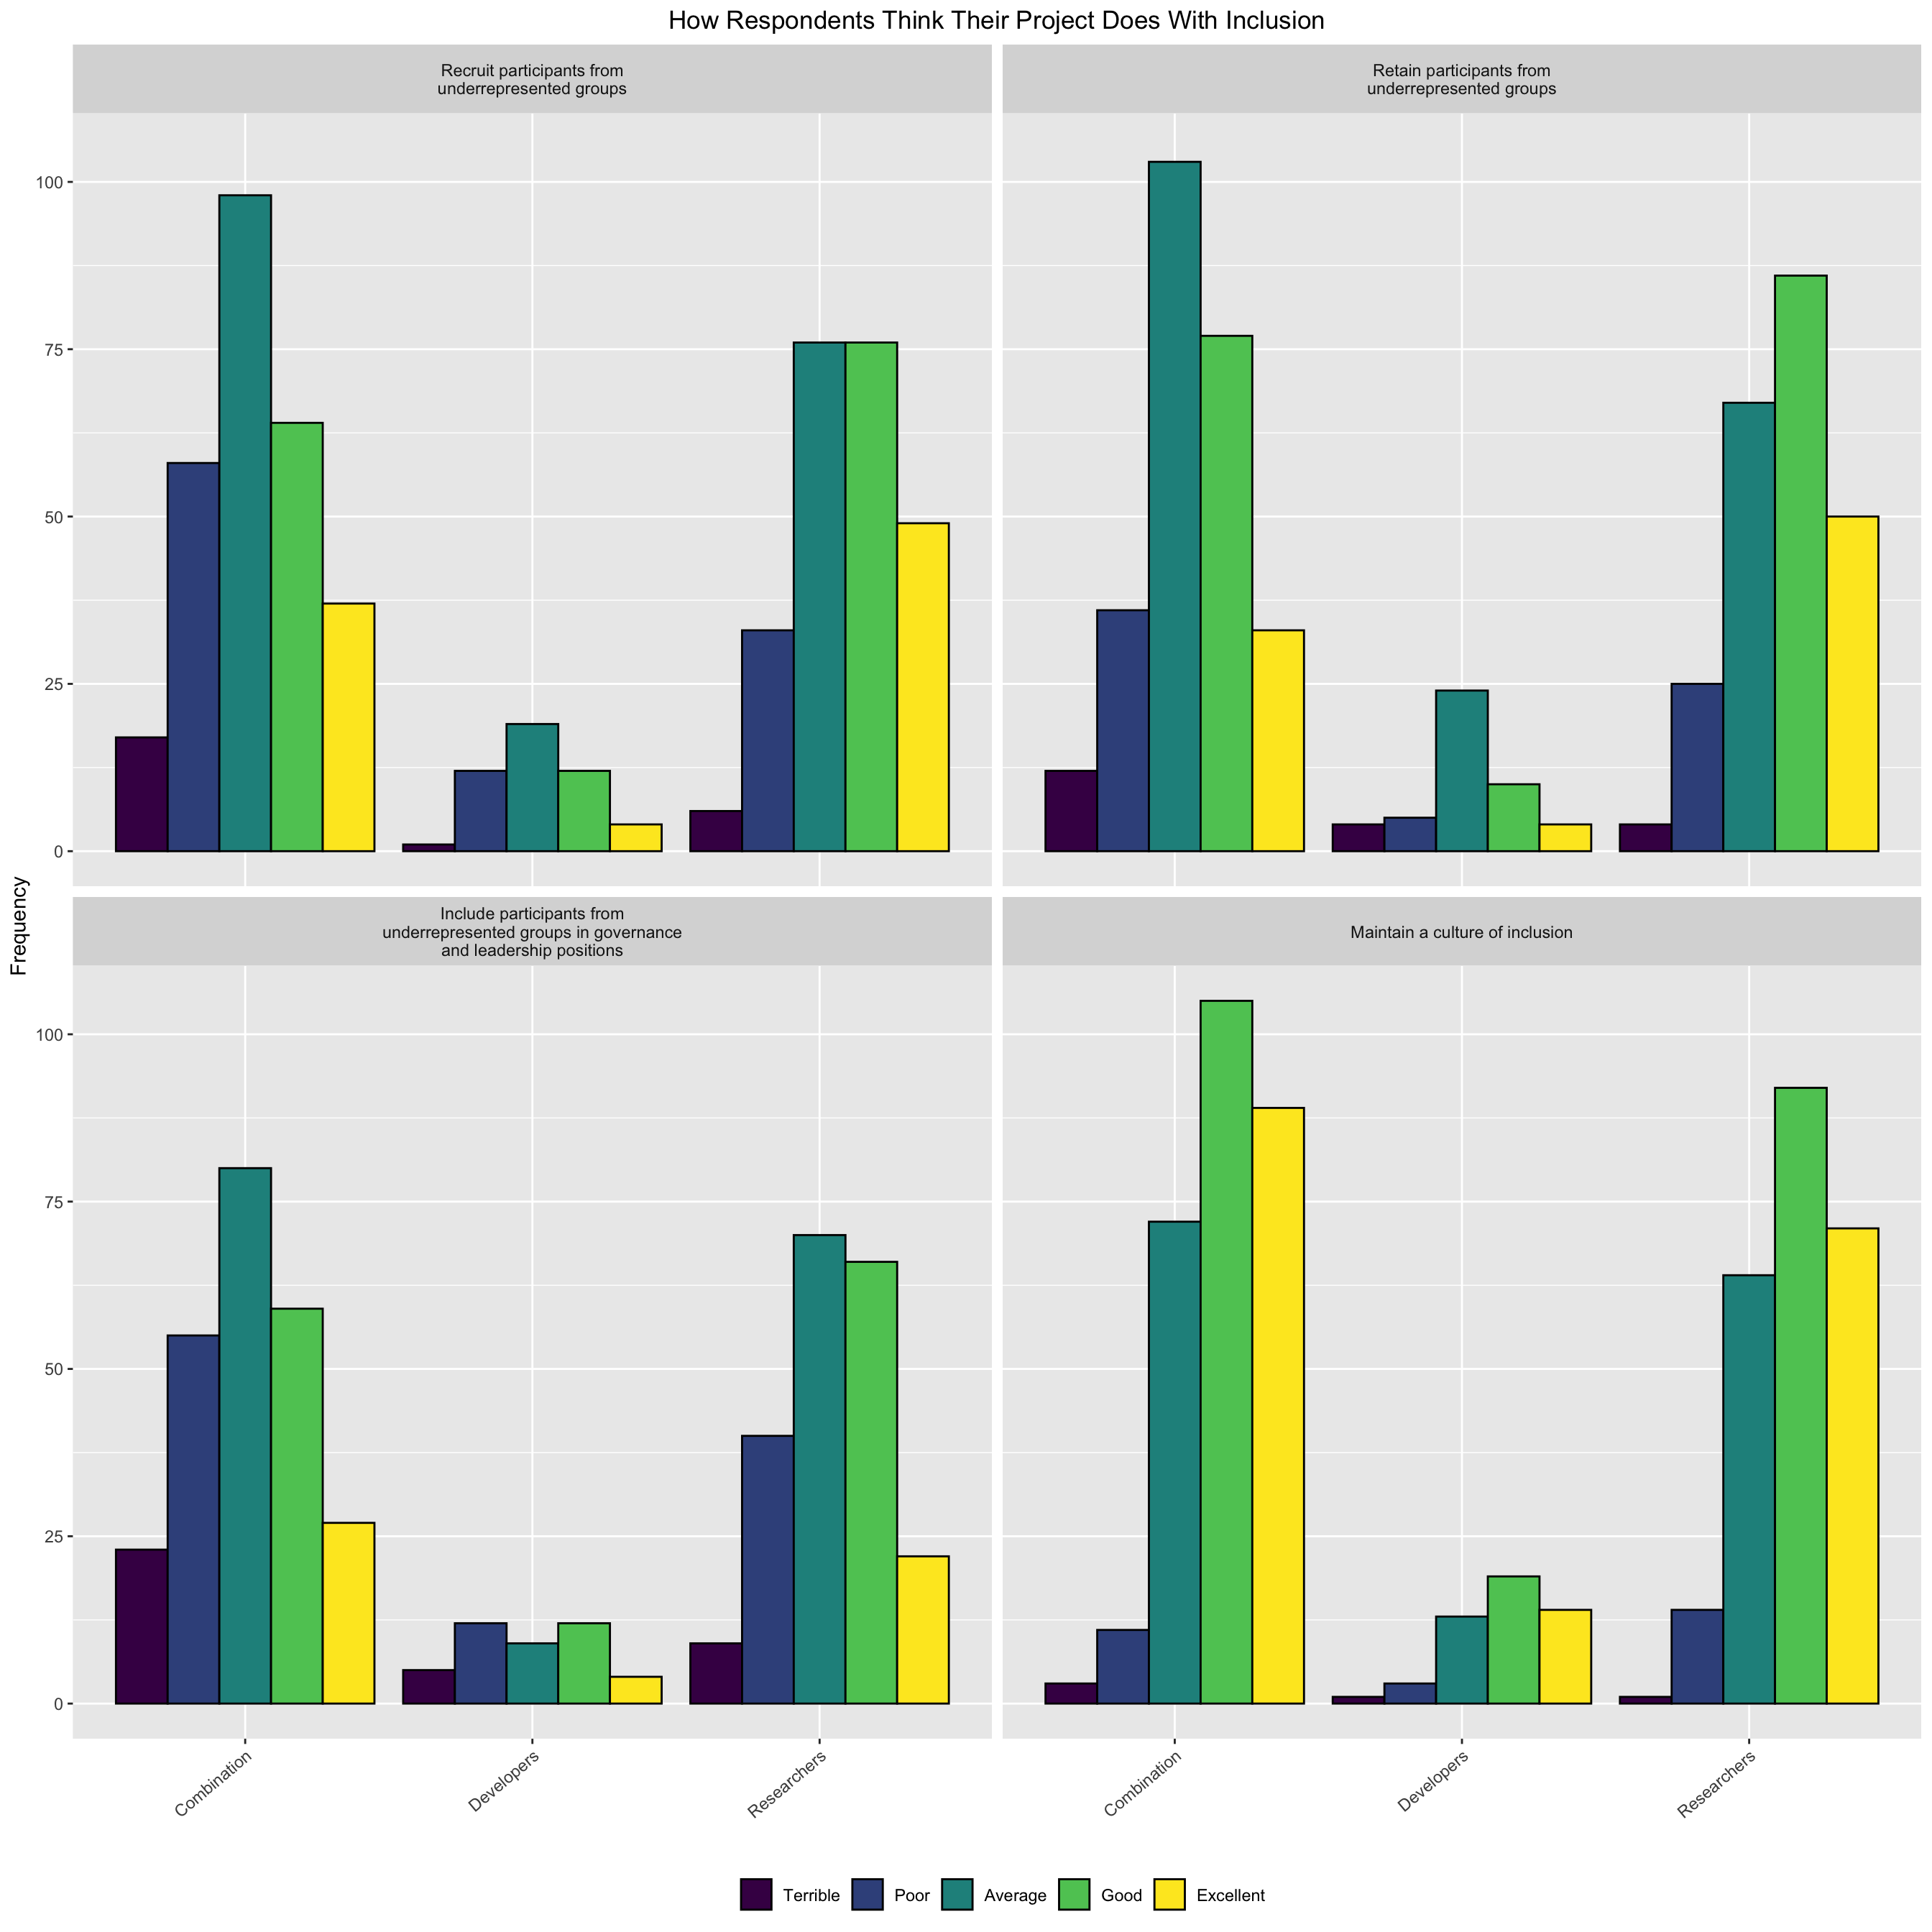 How Respondents Think Their Project Does With Inclusion
Recruit participants from
underrepresented groups
Retain participants from
underrepresented groups
100
75
50
25
0
Frequency
Include participants from
underrepresented groups in governance
and leadership positions
Maintain a culture of inclusion
100
75
50
25
0
Combination
Developers
Researchers
Combination
Developers
Researchers
Terrible
Poor
Average
Good
Excellent